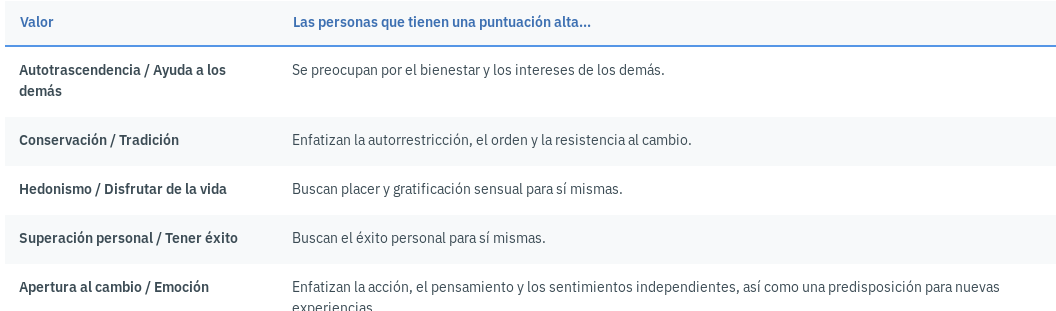 Valor Las personas que tienen una puntuación alta...
Autotrascendencia / Ayuda a los demás Se preocupan por el bienestar y los intereses de los demás.
Conservación / Tradición Enfatizan la autorrestricción, el orden y la resistencia al cambio.
Hedonismo / Disfrutar de la vida Buscan placer y gratificación sensual para sí mismas.
Superación personal / Tener éxito Buscan el éxito personal para sí mismas.
Apertura al cambio / Emoción Enfatizan la acción, el pensamiento y los sentimientos independientes, así como una predisposición para nuevas
experiencias.